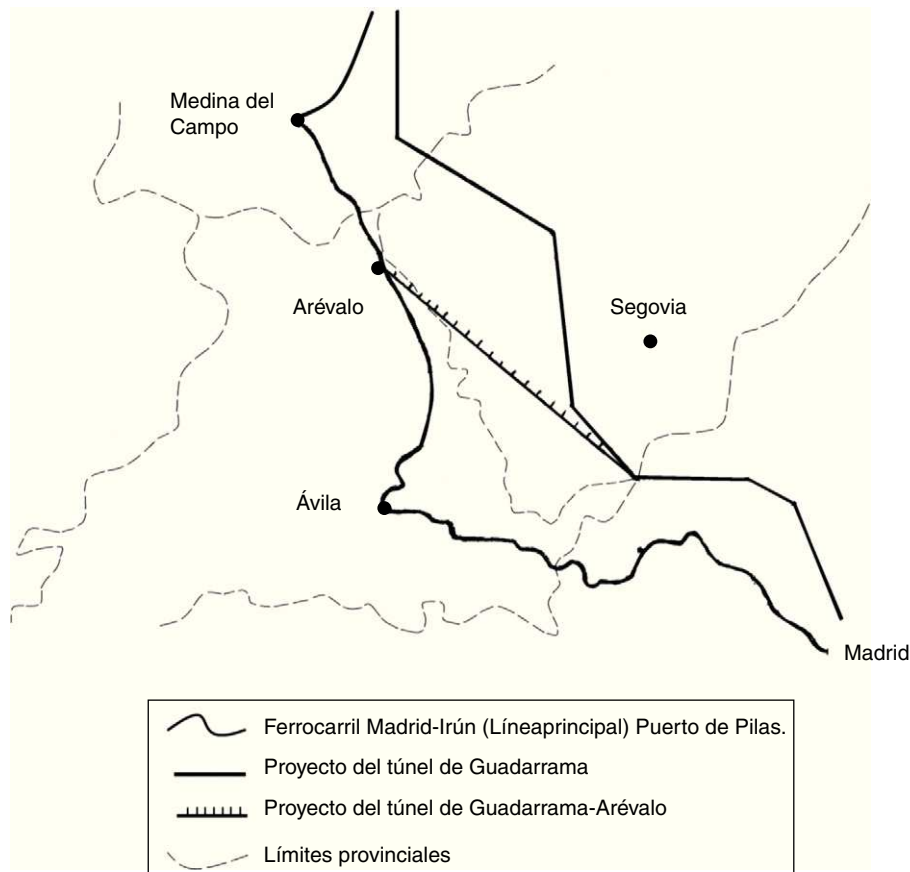 Medina del
Campo
Arévalo
Segovia
Ávila
Madrid
Ferrocarril Madrid-Irún (Líneaprincipal) Puerto de Pilas.
Proyecto del túnel de Guadarrama
Proyecto del túnel de Guadarrama-Arévalo
Límites provinciales